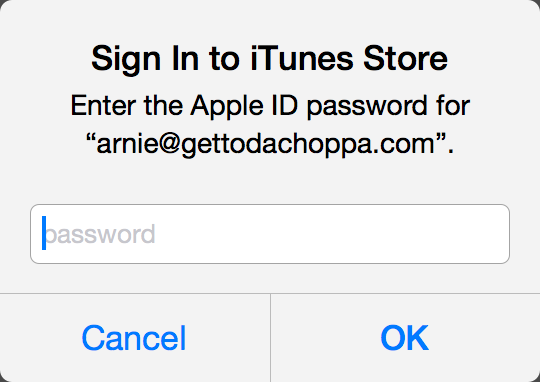 Sign In to iTunes Store
Enter the Apple ID password for
“arnie@gettodachoppa.com”.
password
Cancel
OK